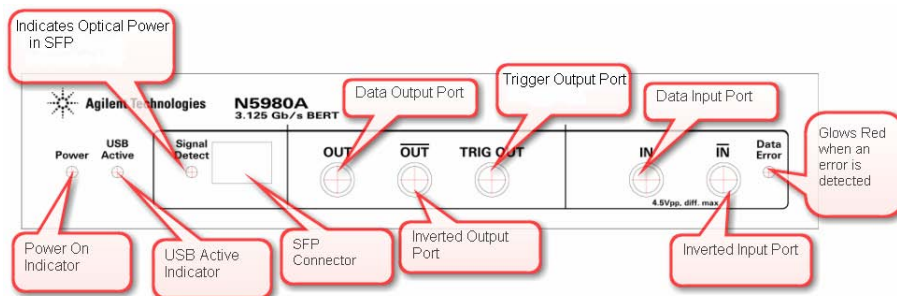 Indicates Optical Power
in SFP
Data Output Port
Trigger Output Port
Data Input Port
Glows Red
when an
error is
detected
Agilent Technologies
N5980A
3.125 Gb/s BERT
Power
USB
Active
Signal
Detect
OUT
OUT
TRIG OUT
IN
IN
Data
Error
4.5Vpp, diff. max
Power On
Indicator
USB Active
Indicator
SFP
Connector
Inverted Output
Port
Inverted Input Port